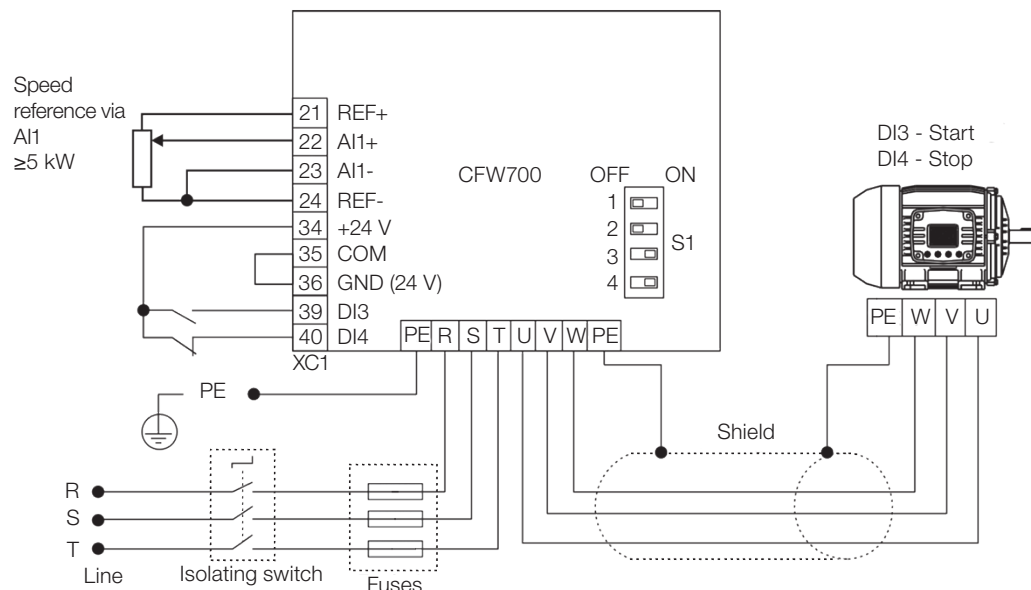 Speed
reference via
AI1
≥5 kW
21 REF+
22 AI1+
23 AI1-
24 REF-
34 +24 V
35 COM
36 GND (24 V)
39 DI3
40 DI4
XC1
CFW700
OFF ON
1
2
3
4
S1
DI3 - Start
DI4 - Stop
PE R S T U V W PE
PE W V U
PE
Shield
R
S
T
Line
Isolating switch
Fuses